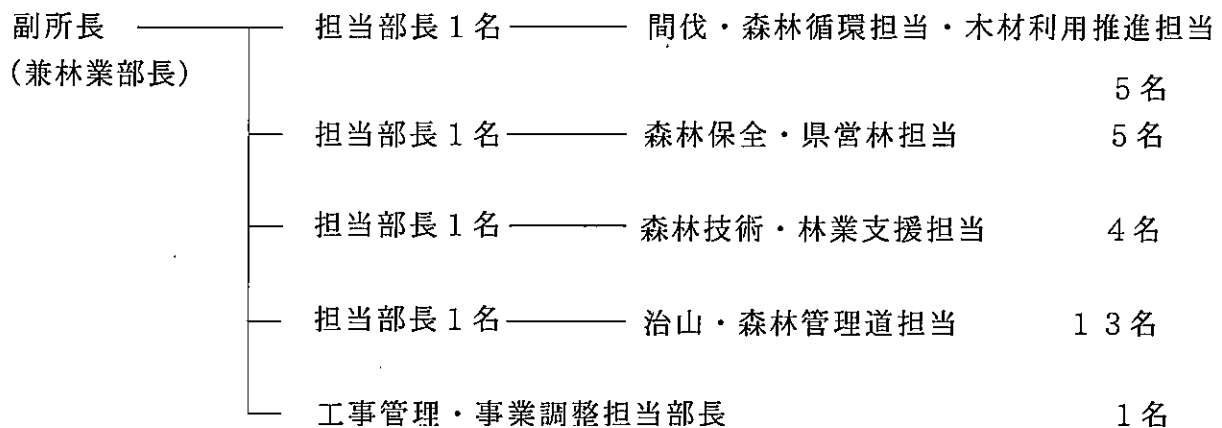 副所長 担当部長1名 間伐・森林循環担当・木材利用推進担当
(兼林業部長)
5名
担当部長1名 森林保全・県営林担当 5名
担当部長1名 森林技術・林業支援担当 4名
担当部長1名 治山・森林管理道担当 13名
工事管理・事業調整担当部長 1名